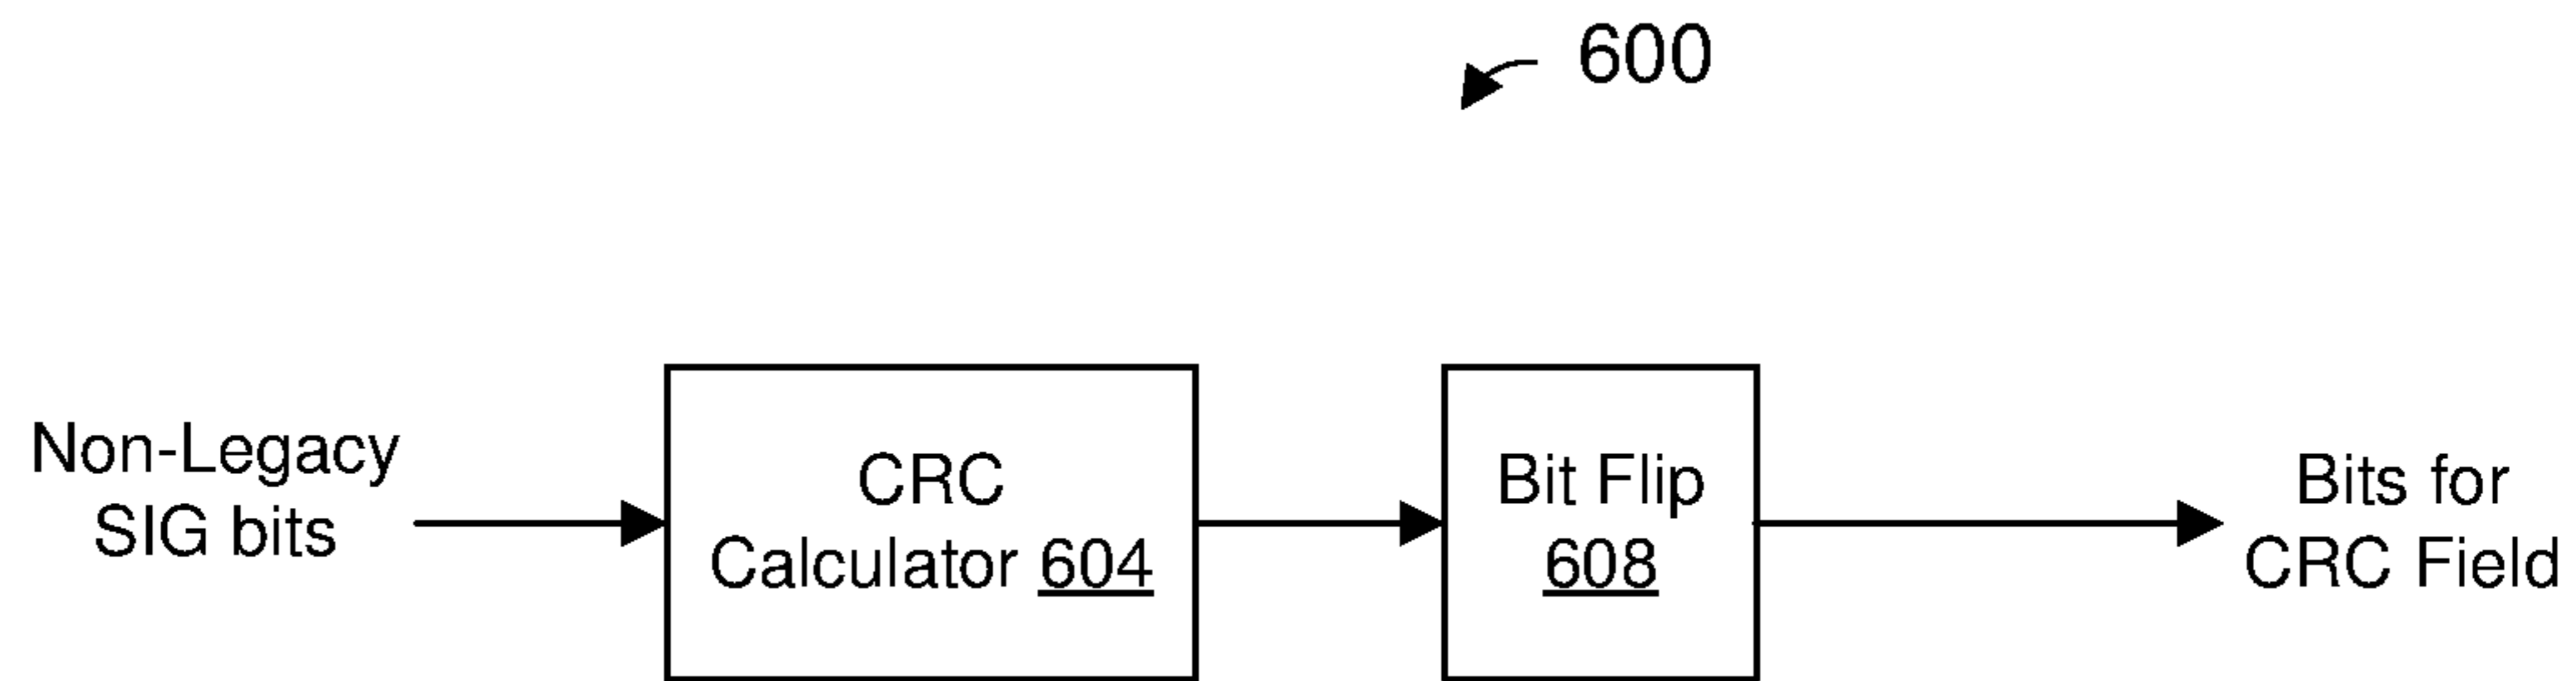 600
Non-Legacy
SIG bits
CRC
Calculator 604
Bit Flip
608
Bits for
CRC Field